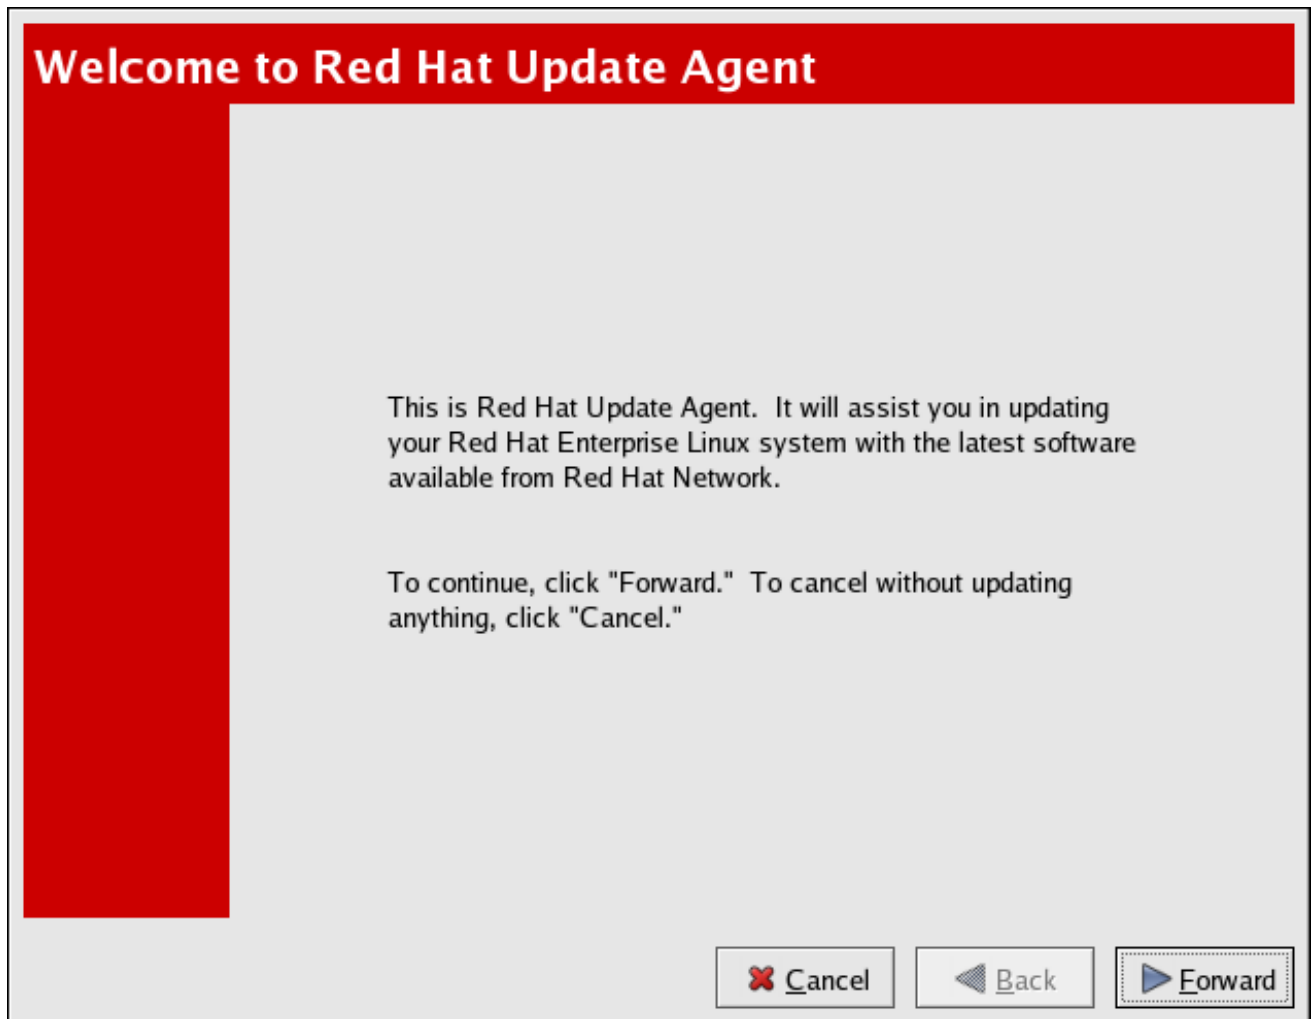 Welcome to Red Hat Update Agent
This is Red Hat Update Agent.  It will assist you in updating
your Red Hat Enterprise Linux system with the latest software
available from Red Hat Network.
To continue, click "Forward."  To cancel without updating
anything, click "Cancel."
Cancel
Back
Forward